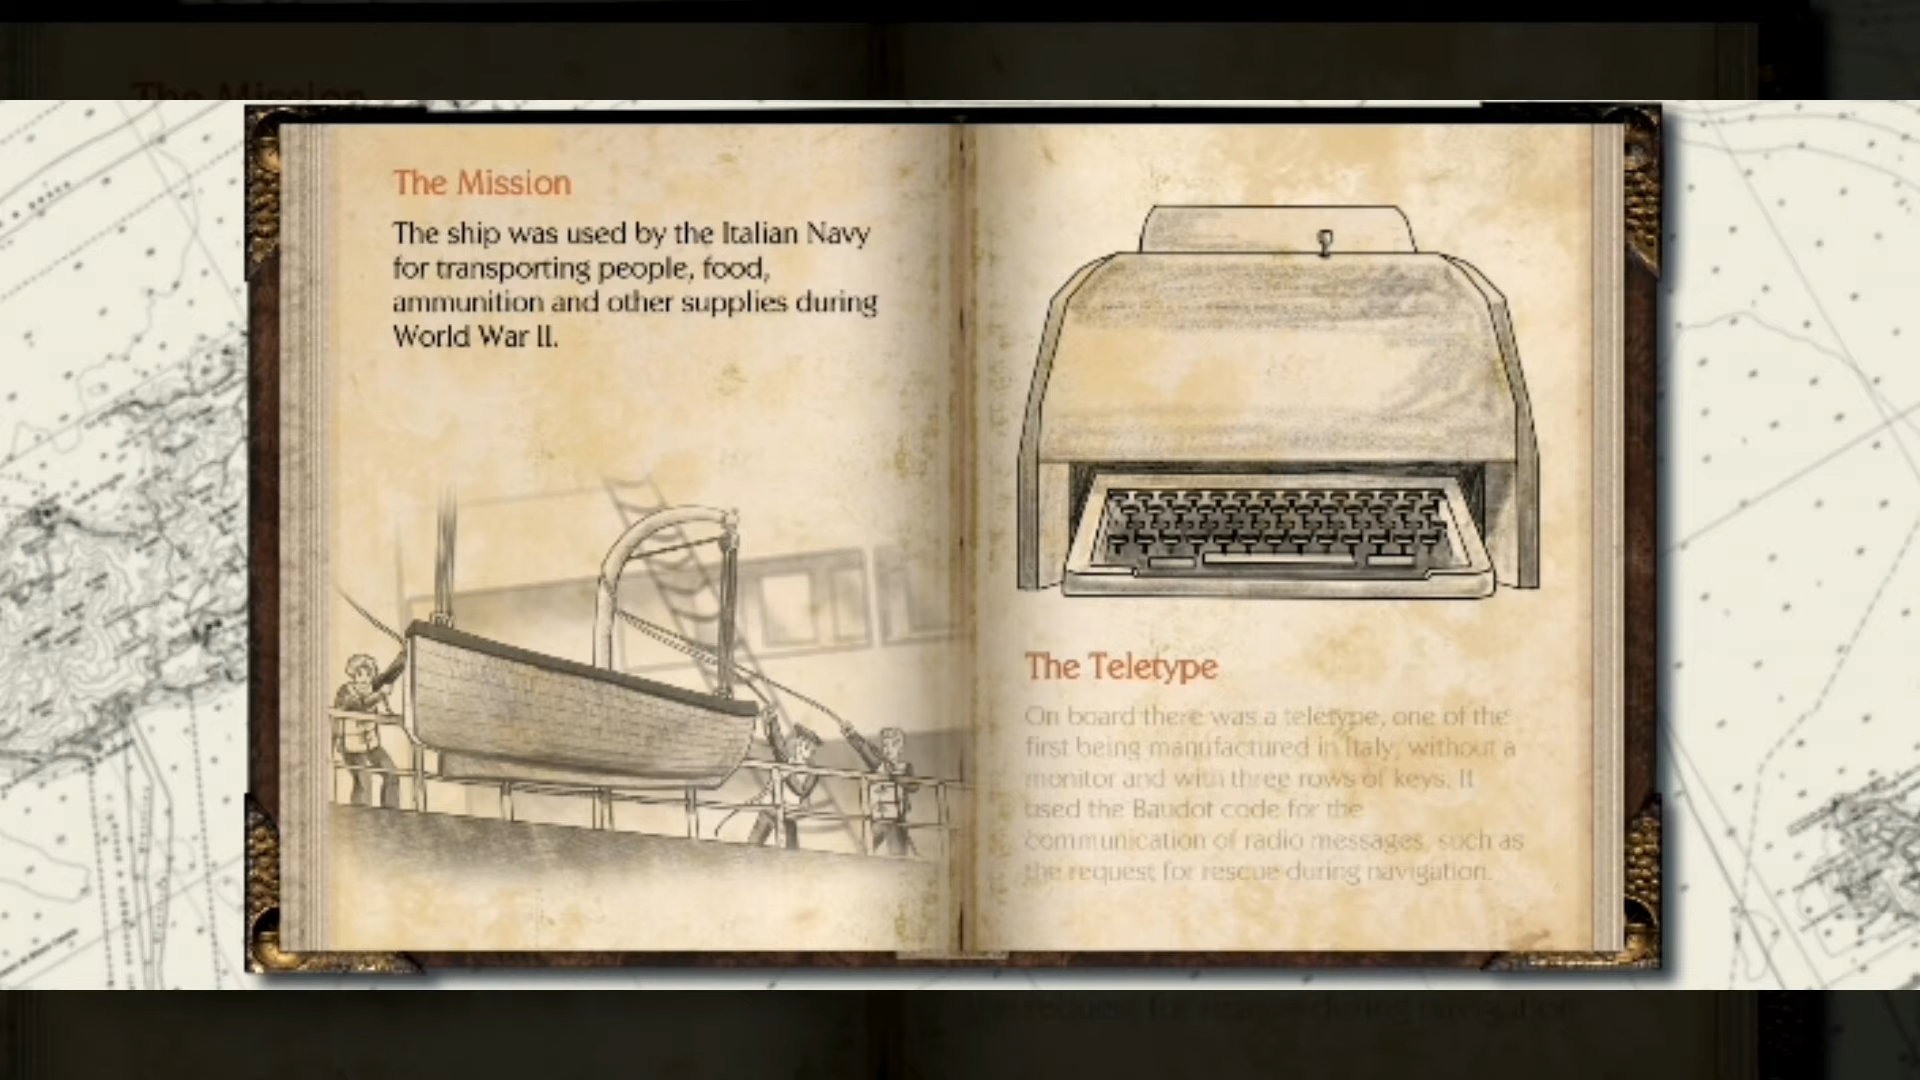 The Mission
The ship was used by the Italian Navy
for transporting people, food,
ammunition and other supplies during
World War II.
The Teletype
On board there was a teletype, one of the
first being manufactured in Italy, without a
monitor and with three rows of keys. It
used the Baudot code for the
communication of radio messages, such as
the request for rescue during navigation.